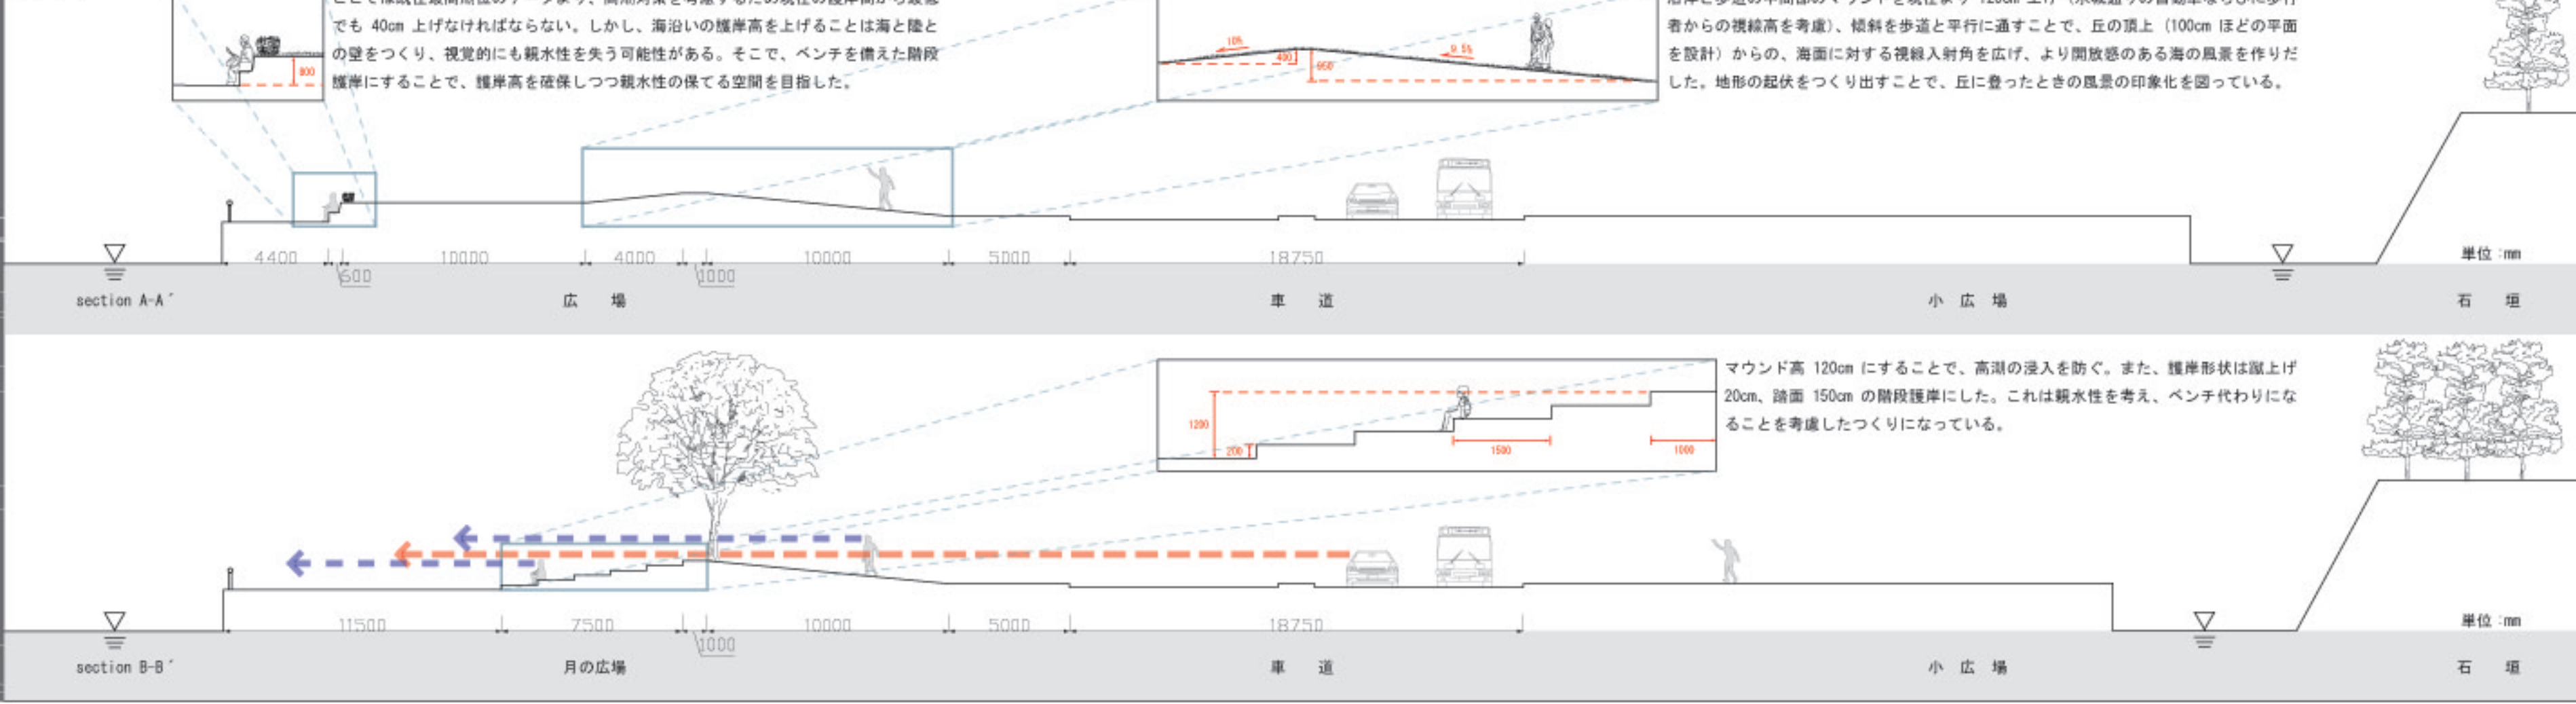 でも 40cm 上げなければならない。しかし、海沿いの護岸高を上げることは海と陸と
の壁をつくり、視覚的にも親水性を失う可能性がある。そこで、ベンチを備えた階段
護岸にすることで、護岸高を確保しつつ親水性の保てる空間を目指した。
800
10%
400
950
9.5%
者からの視線高を考慮）、傾斜を歩道と平行に通すことで、丘の頂上（100cm ほどの平面
を設計）からの、海面に対する視線入射角を広げ、より開放感のある海の風景を作りだ
した。地形の起伏をつくり出すことで、丘に登ったときの風景の印象化を図っている。
4400
600
10000
4000
1000
10000
5000
18750
単位:mm
section A-A´
広　場
車　道
小 広 場
石　垣
マウンド高 120cm にすることで、高潮の浸入を防ぐ。また、護岸形状は蹴上げ
20cm、踏面 150cm の階段護岸にした。これは親水性を考え、ベンチ代わりにな
ることを考慮したつくりになっている。
1200
200
1500
1000
11500
7500
1000
10000
5000
18750
単位:mm
section B-B´
月の広場
車　道
小 広 場
石　垣